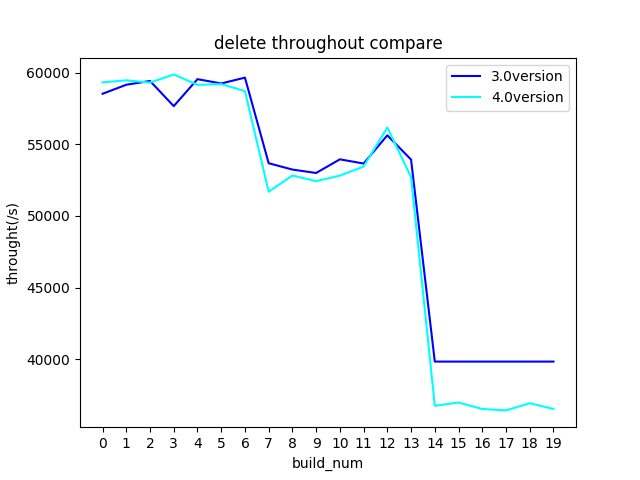 delete throughout compare
3.0version
4.0version
60000
55000
50000
45000
40000
throught(/s)
0 1 2 3 4 5 6 7 8 9 10 11 12 13 14 15 16 17 18 19
build_num